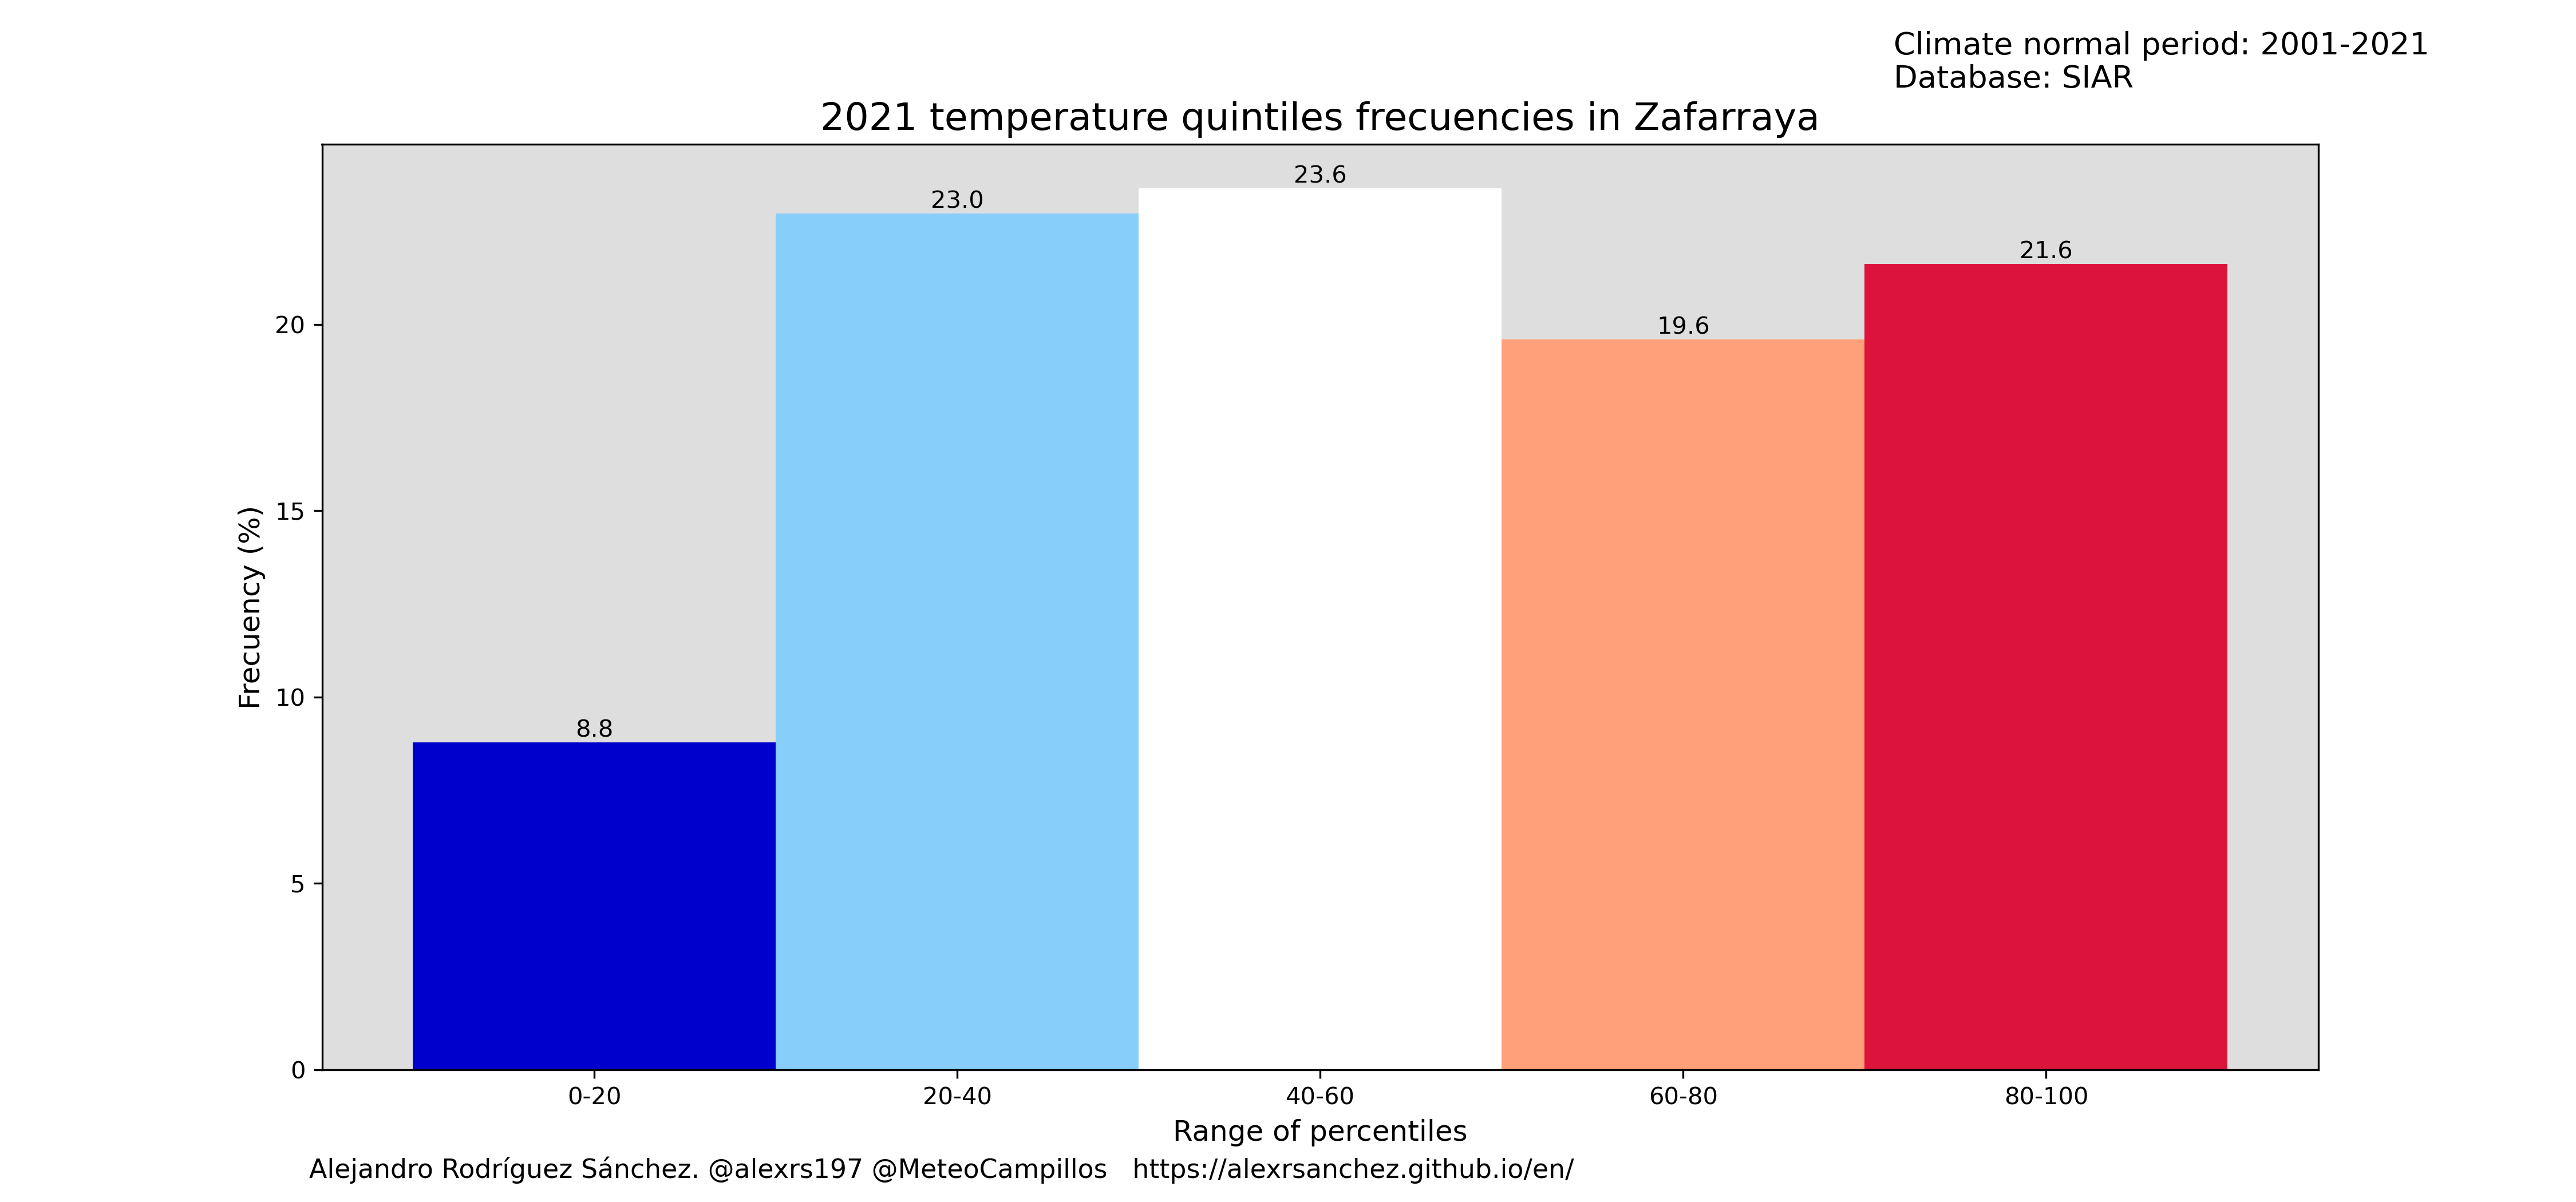 Climate normal period: 2001-2021
Database: SIAR
2021 temperature quintiles frecuencies in Zafarraya
23.6
23.0
21.6
20
19.6
15
Frecuency (%)
10
8.8
5
0
0-20 20-40 40-60 60-80 80-100
Range of percentiles
Alejandro Rodríguez Sánchez. @alexrs197 @MeteoCampillos https://alexrsanchez.github.io/en/